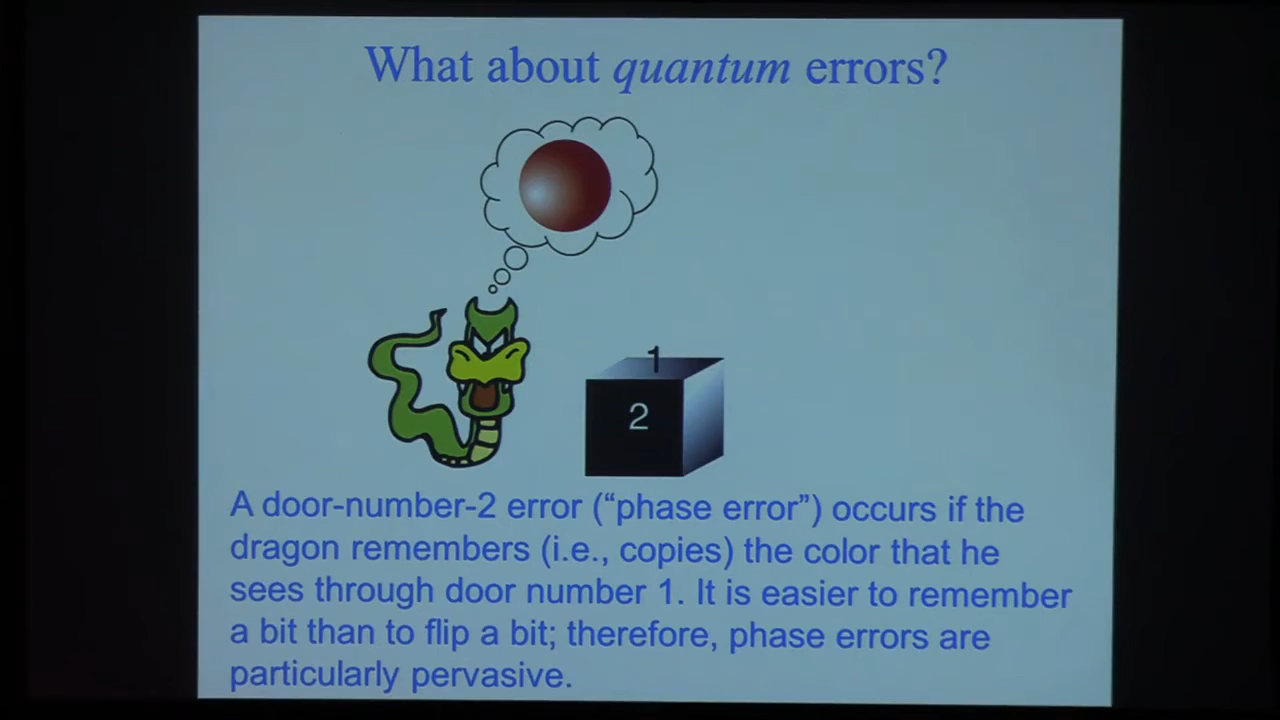 What about quantum errors?
1
2
A door-number-2 error (“phase error”) occurs if the
dragon remembers (i.e., copies) the color that he
sees through door number 1. It is easier to remember
a bit than to flip a bit; therefore, phase errors are
particularly pervasive.